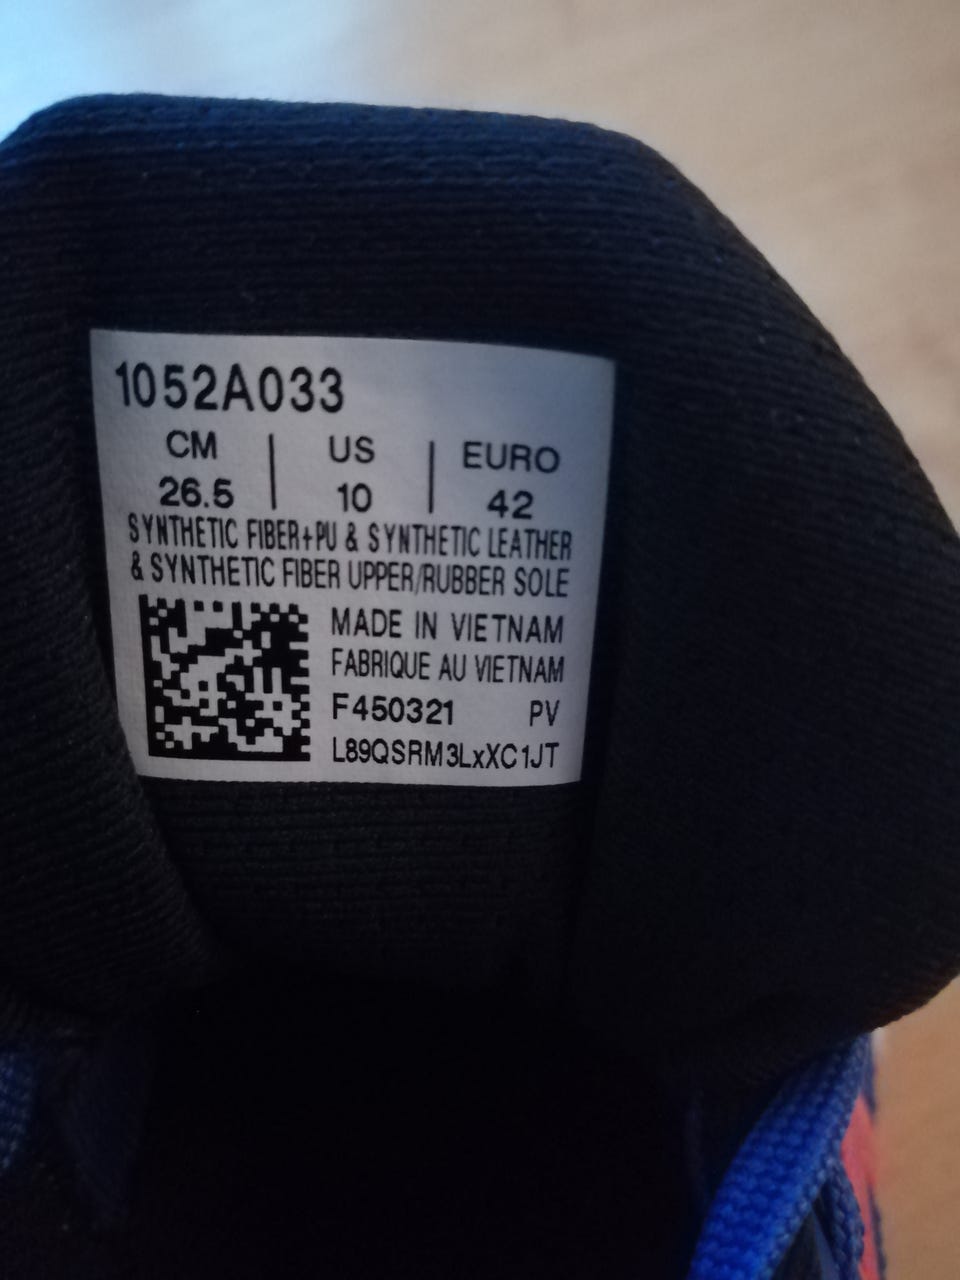 1052A033
CM | US | EURO
26.5 | 10 | 42
SYNTHETIC FIBER+PU & SYNTHETIC LEATHER
& SYNTHETIC FIBER UPPER/RUBBER SOLE
MADE IN VIETNAM
FABRIQUE AU VIETNAM
F450321 PV
L89QSRM3LxXC1JT